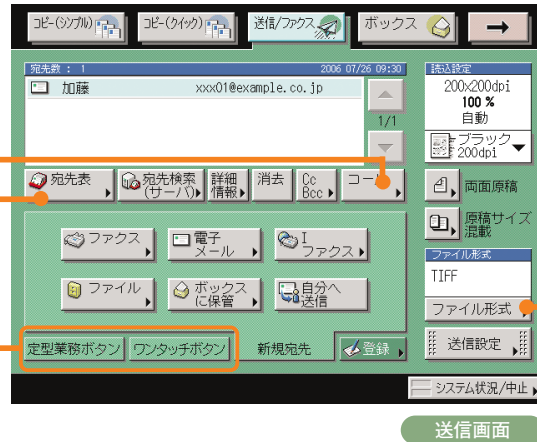 コピー(シンプル) コピー(クイック) 送信/ファクス ボックス →
宛先数 : 1 2006 07/26 09:30 読込設定
加藤 xxx01@example.co.jp 200x200dpi
100 %
1/1 自動
ブラック
200dpi
宛先表 宛先検索(サーバ) 詳細情報 消去 Cc Bcc コール 両面原稿
原稿サイズ混載
ファクス 電子メール Iファクス ファイル形式
TIFF
ファイル ボックスに保管 自分へ送信 ファイル形式
定型業務ボタン ワンタッチボタン 新規宛先 登録 送信設定
システム状況/中止
送信画面